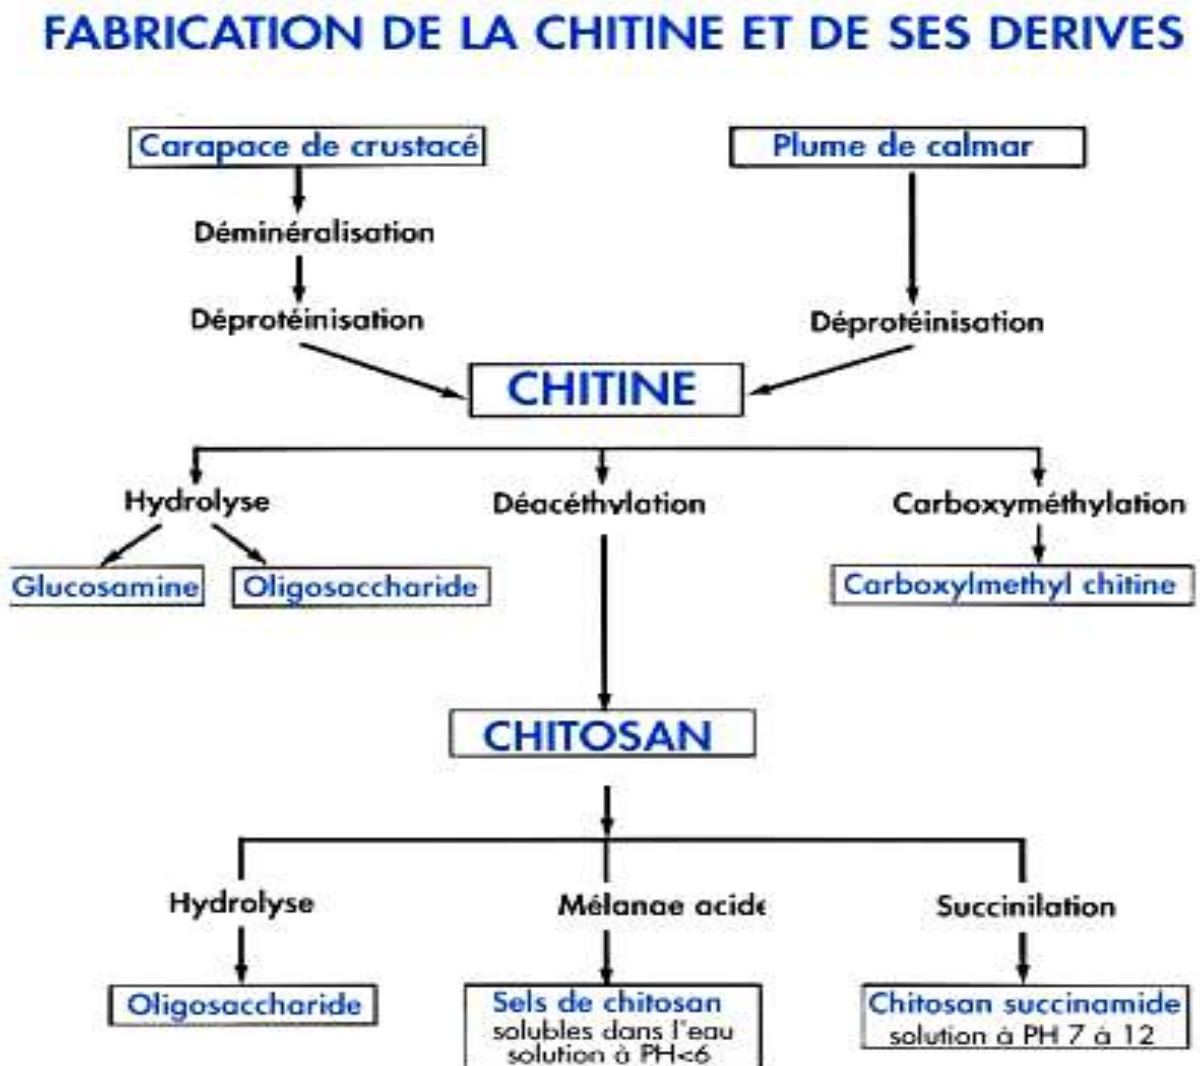 FABRICATION DE LA CHITINE ET DE SES DERIVES
Carapace de crustacé
Plume de calmar
Déminéralisation
Déprotéinisation
Déprotéinisation
CHITINE
Hydrolyse
Déacéthylation
Carboxyméthylation
Glucosamine
Oligosaccharide
Carboxylmethyl chitine
CHITOSAN
Hydrolyse
Mélanae acide
Succinilation
Oligosaccharide
Sels de chitosan
solubles dans l'eau
solution à PH<6
Chitosan succinamide
solution à PH 7 à 12